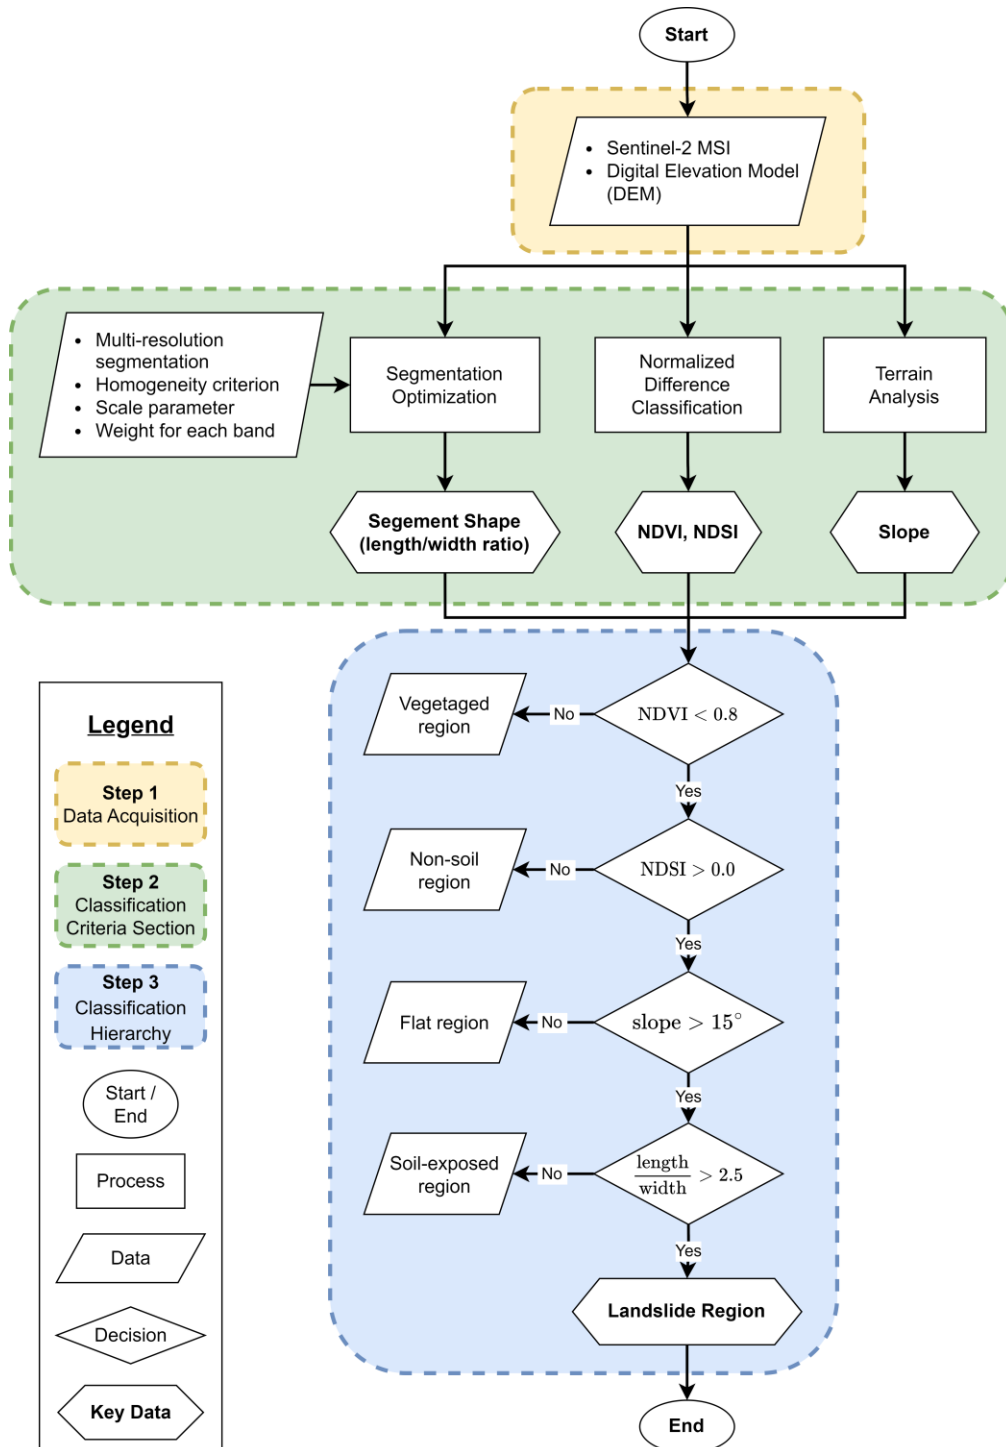 Start
• Sentinel-2 MSI
• Digital Elevation Model
(DEM)
• Multi-resolution
segmentation
• Homogeneity criterion
• Scale parameter
• Weight for each band
Segmentation
Optimization
Normalized
Difference
Classification
Terrain
Analysis
Segement Shape
(length/width ratio)
NDVI, NDSI
Slope
NDVI < 0.8
No
Vegetaged
region
Yes
NDSI > 0.0
No
Non-soil
region
Yes
slope > 15°
No
Flat region
Yes
length
width > 2.5
No
Soil-exposed
region
Yes
Landslide Region
End
Legend
Step 1
Data Acquisition
Step 2
Classification
Criteria Section
Step 3
Classification
Hierarchy
Start /
End
Process
Data
Decision
Key Data